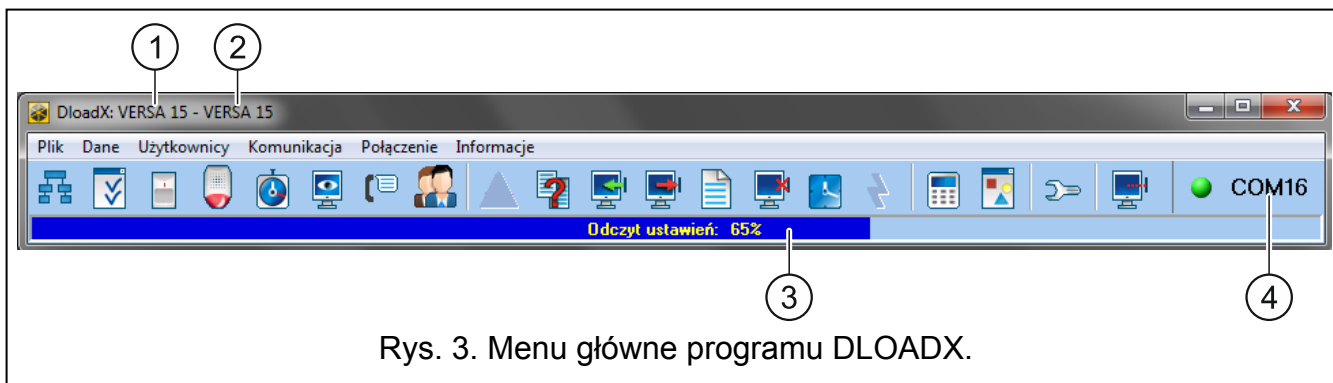 1 2
DloadX: VERSA 15 - VERSA 15
Plik Dane Użytkownicy Komunikacja Połączenie Informacje
COM16
Odczyt ustawień: 65%
3 4
Rys. 3. Menu główne programu DLOADX.